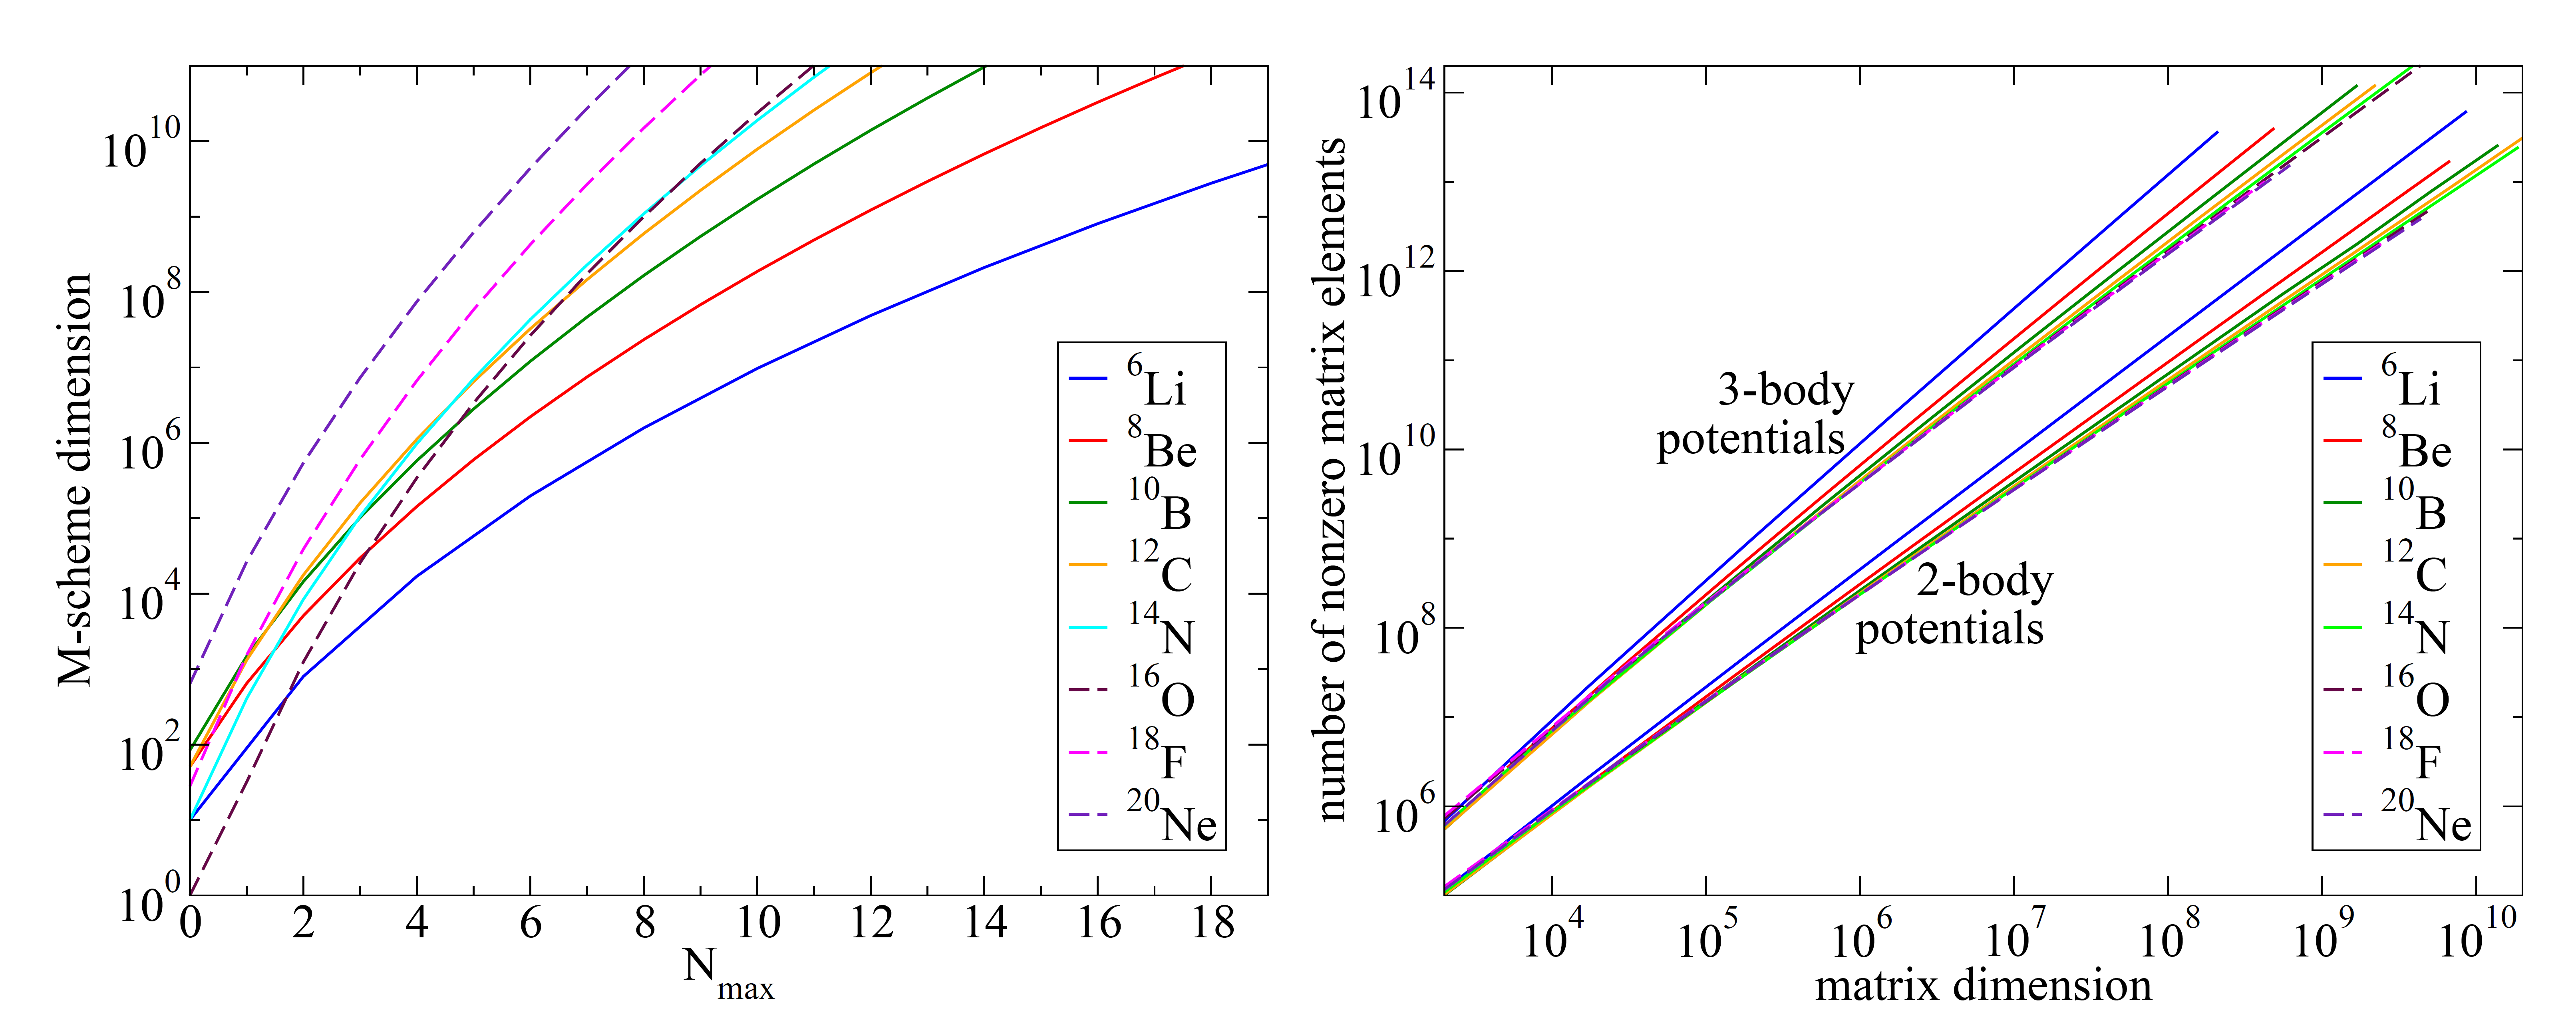 M-scheme dimension
10^10
10^8
10^6
10^4
10^2
10^0
0 2 4 6 8 10 12 14 16 18
N_max
^6Li
^8Be
^10B
^12C
^14N
^16O
^18F
^20Ne
number of nonzero matrix elements
10^14
10^12
10^10
10^8
10^6
3-body
potentials
2-body
potentials
10^4 10^5 10^6 10^7 10^8 10^9 10^10
matrix dimension
^6Li
^8Be
^10B
^12C
^14N
^16O
^18F
^20Ne